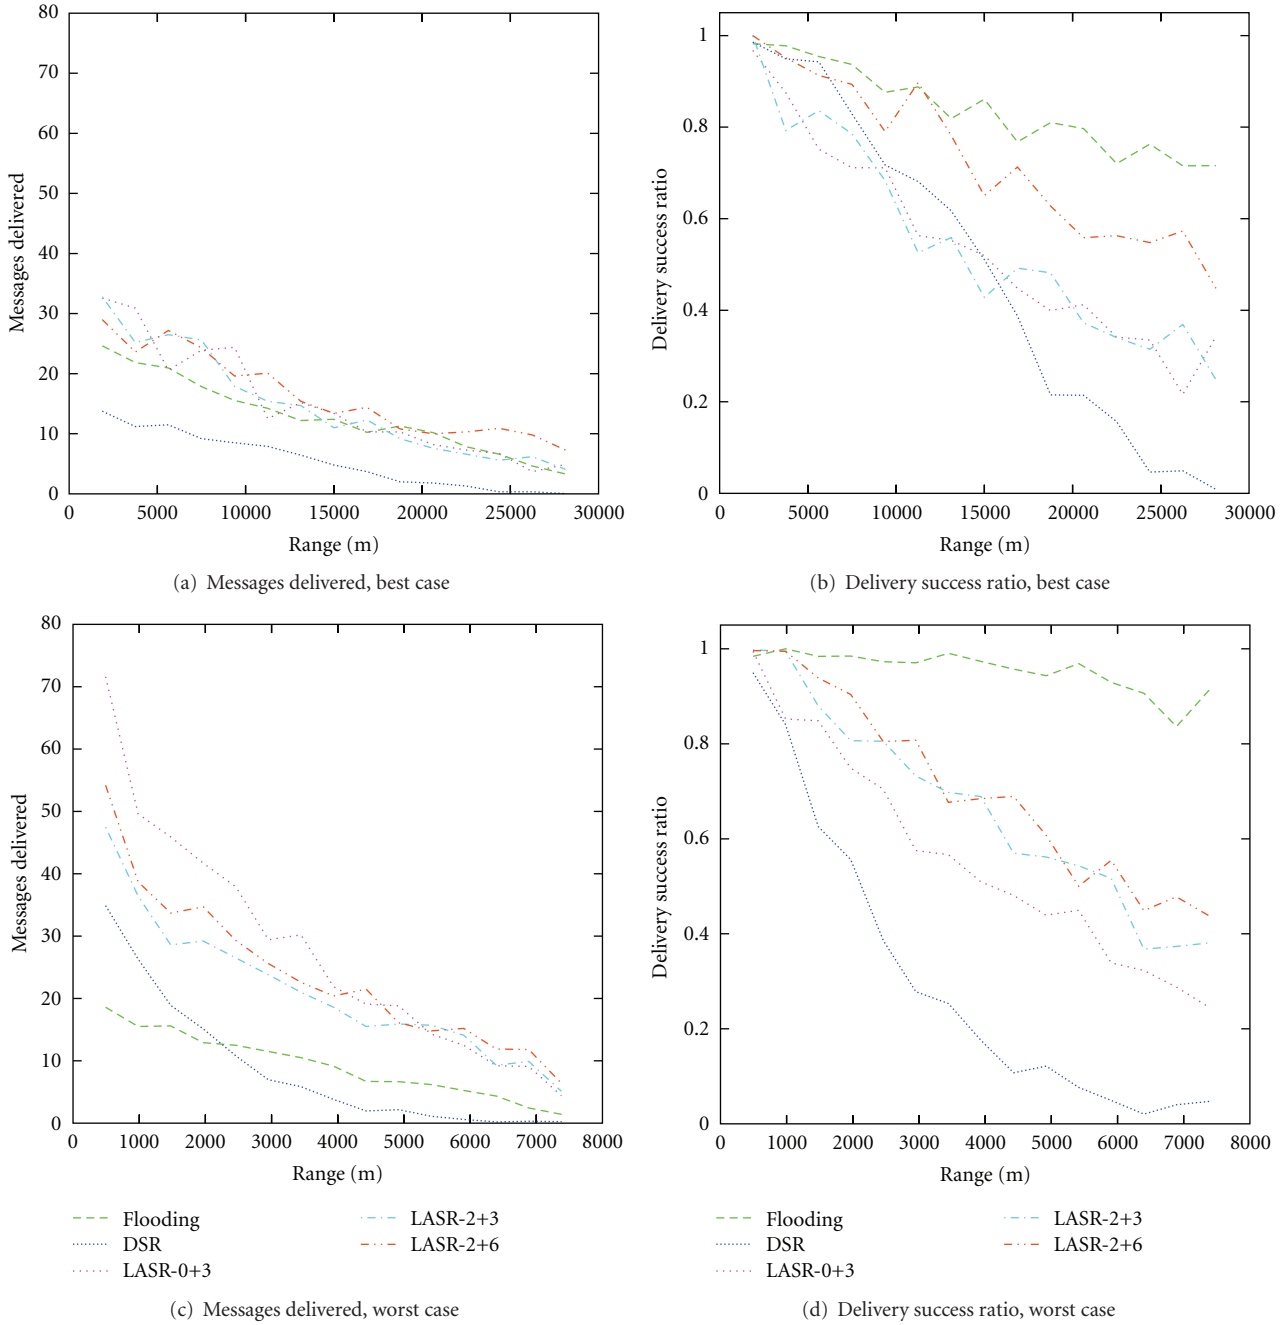 80
70
60
50
40
30
20
10
0
Messages delivered
0 5000 10000 15000 20000 25000 30000
Range (m)
(a) Messages delivered, best case
1
0.8
0.6
0.4
0.2
0
Delivery success ratio
0 5000 10000 15000 20000 25000 30000
Range (m)
(b) Delivery success ratio, best case
80
70
60
50
40
30
20
10
0
Messages delivered
0 1000 2000 3000 4000 5000 6000 7000 8000
Range (m)
Flooding
DSR
LASR-0+3
LASR-2+3
LASR-2+6
(c) Messages delivered, worst case
1
0.8
0.6
0.4
0.2
0
Delivery success ratio
0 1000 2000 3000 4000 5000 6000 7000 8000
Range (m)
Flooding
DSR
LASR-0+3
LASR-2+3
LASR-2+6
(d) Delivery success ratio, worst case